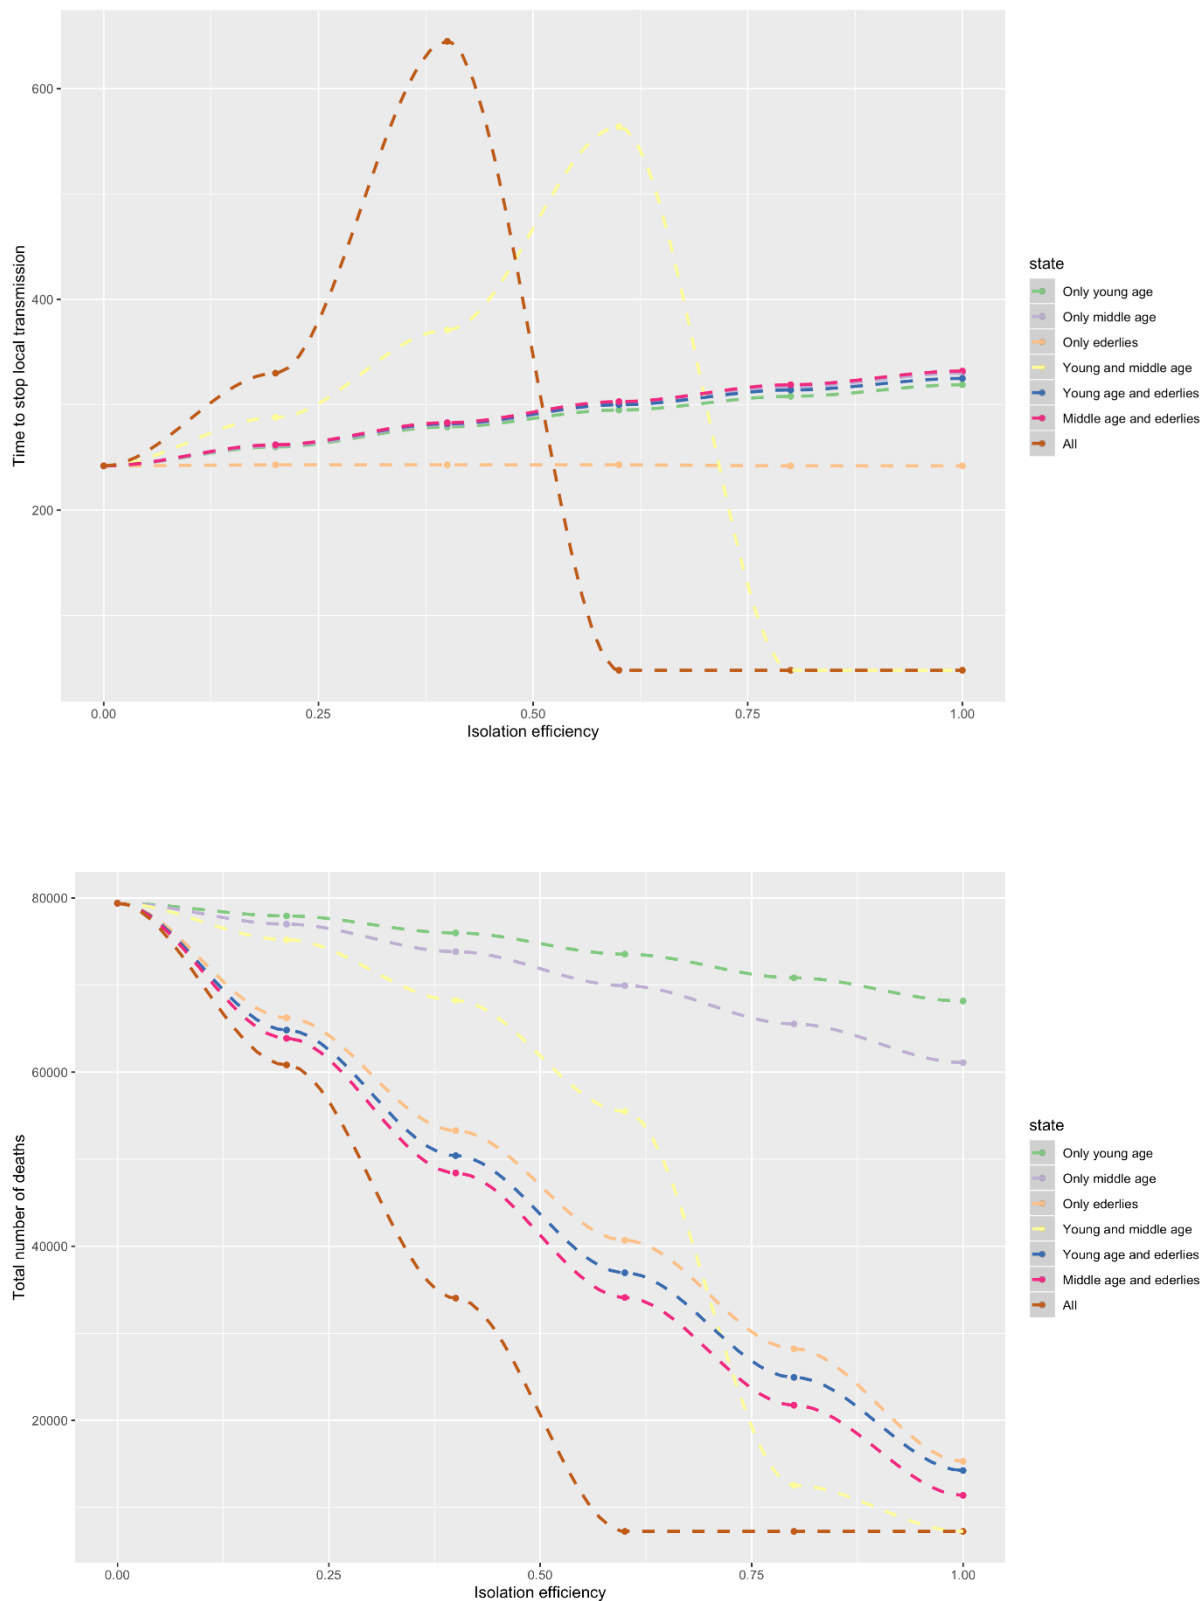 600
400
200
Time to stop local transmission
0.00 0.25 0.50 0.75 1.00
Isolation efficiency
state
Only young age
Only middle age
Only ederlies
Young and middle age
Young age and ederlies
Middle age and ederlies
All
80000
60000
40000
20000
Total number of deaths
0.00 0.25 0.50 0.75 1.00
Isolation efficiency
state
Only young age
Only middle age
Only ederlies
Young and middle age
Young age and ederlies
Middle age and ederlies
All